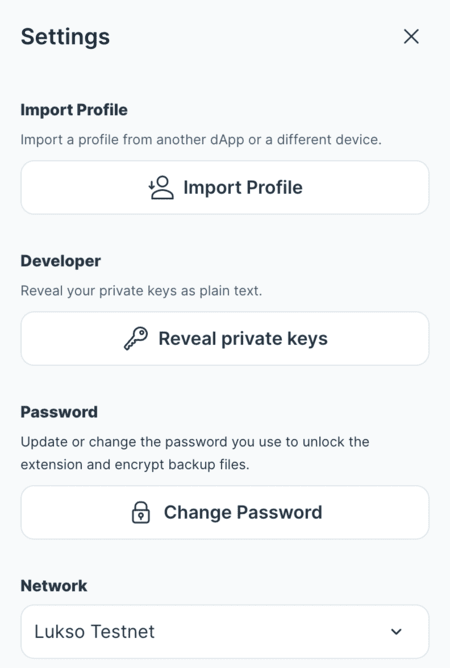 Settings
Import Profile
Import a profile from another dApp or a different device.
Import Profile
Developer
Reveal your private keys as plain text.
Reveal private keys
Password
Update or change the password you use to unlock the
extension and encrypt backup files.
Change Password
Network
Lukso Testnet